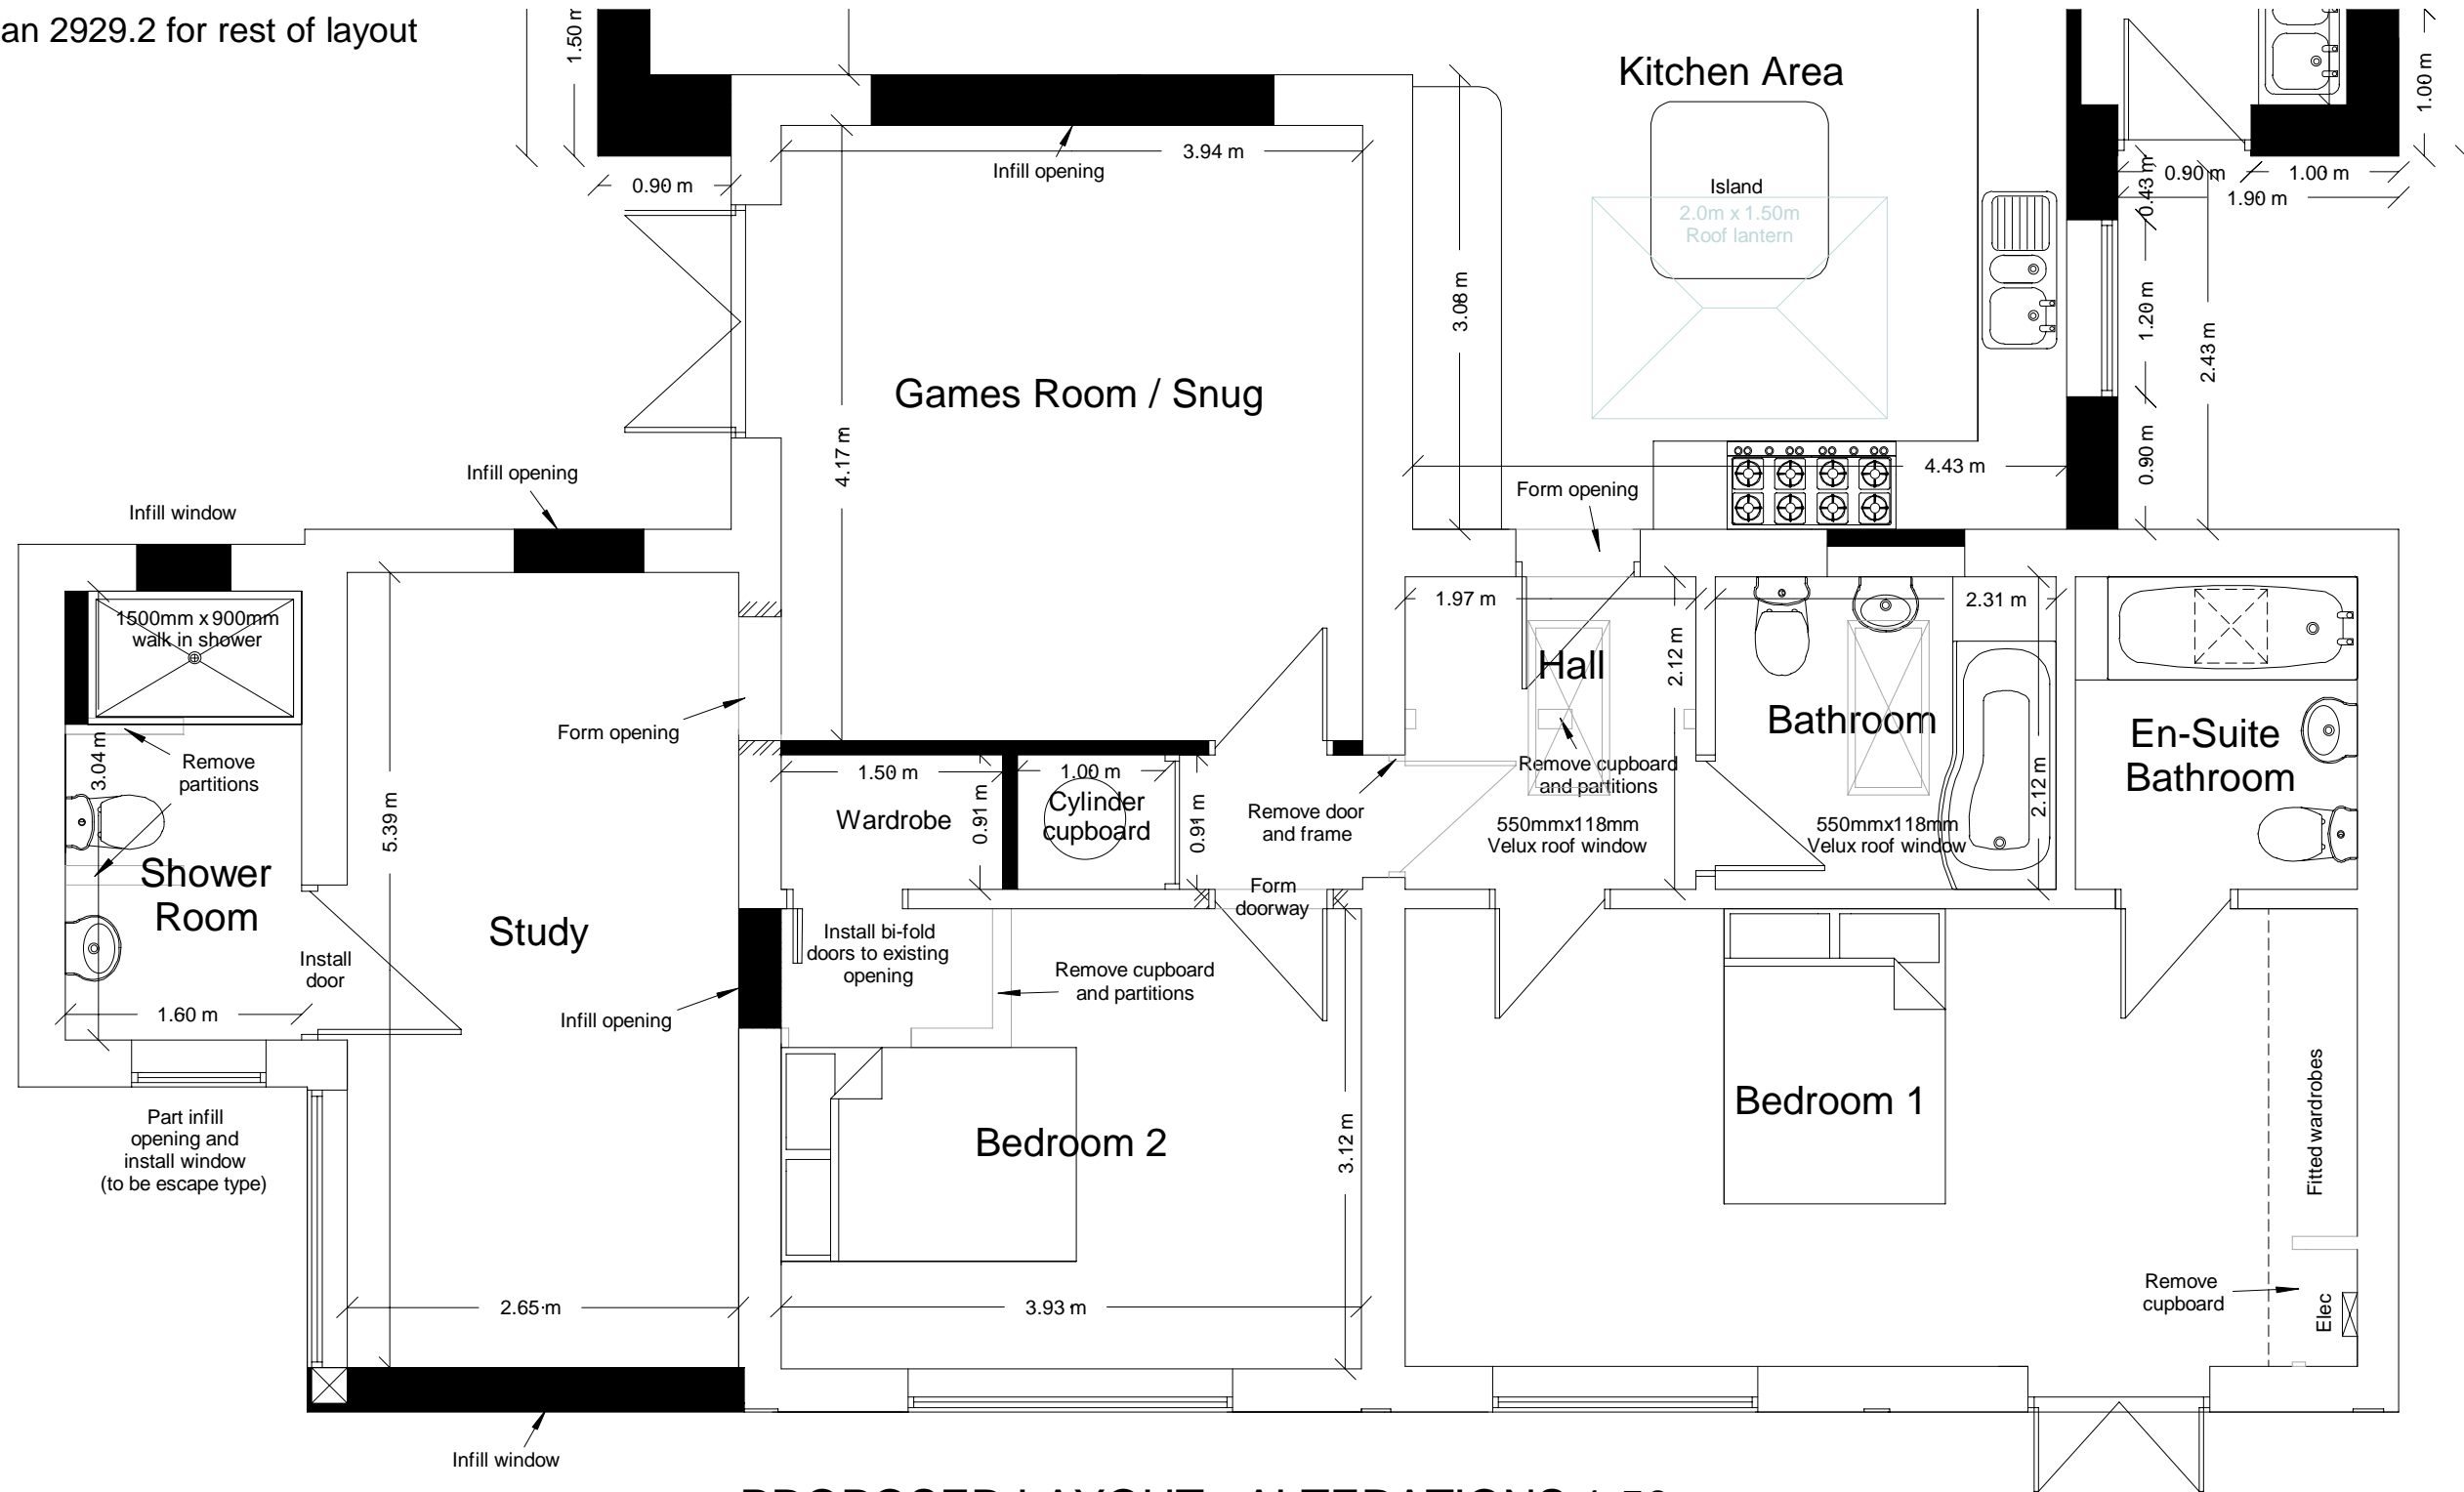 an 2929.2 for rest of layout
1.50 m
Kitchen Area
1.00 m
Infill opening
3.94 m
0.90 m
Island
2.0m x 1.50m
Roof lantern
0.43 m
0.90 m
1.00 m
1.90 m
3.08 m
1.20 m
2.43 m
Games Room / Snug
4.17 m
4.43 m
0.90 m
Infill opening
Form opening
Infill window
1500mm x 900mm
walk in shower
1.97 m
2.31 m
Hall
2.12 m
Bathroom
En-Suite
Bathroom
Form opening
Remove
partitions
3.04 m
1.50 m
1.00 m
Remove cupboard
and partitions
Wardrobe
0.91 m
Cylinder
cupboard
0.91 m
Remove door
and frame
550mmx118mm
Velux roof window
550mmx118mm
Velux roof window
2.12 m
5.39 m
Shower
Room
Study
Form
doorway
Install bi-fold
doors to existing
opening
Remove cupboard
and partitions
Install
door
1.60 m
Infill opening
Part infill
opening and
install window
(to be escape type)
Bedroom 2
3.12 m
Bedroom 1
Fitted wardrobes
Remove
cupboard
Elec
2.65 m
3.93 m
Infill window
PROPOSED LAYOUT - ALTERATIONS 1:50